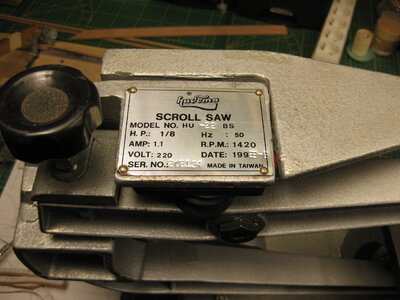 SCROLL SAW
MODEL NO. HU BS
H.P.: 1/8 Hz : 50
AMP: 1.1 R.P.M.: 1420
VOLT: 220 DATE:
SER. NO.: MADE IN TAIWAN